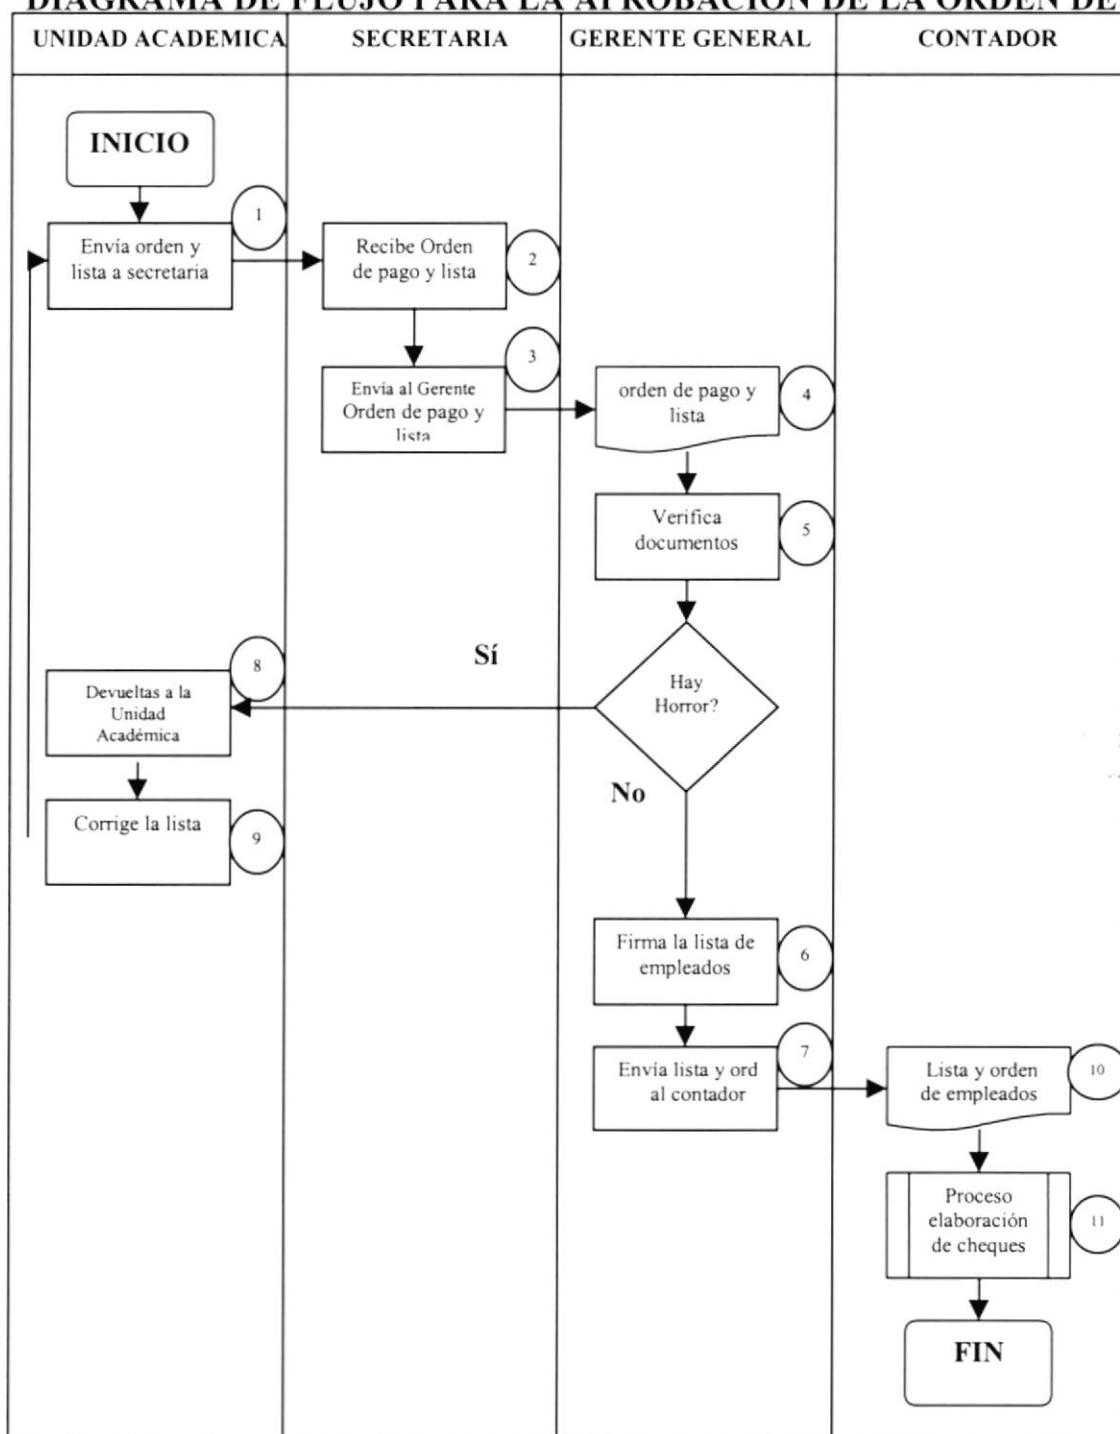 DIAGRAMA DE FLUJO PARA LA APROBACION DE LA ORDEN DE
UNIDAD ACADEMICA
SECRETARIA
GERENTE GENERAL
CONTADOR
INICIO
1
Envía orden y
lista a secretaria
Recibe Orden
de pago y lista
2
3
Envía al Gerente
Orden de pago y
lista
orden de pago y
lista
4
Verifica
documentos
5
Hay
Horror?
Sí
No
8
Devueltas a la
Unidad
Académica
Corrige la lista
9
Firma la lista de
empleados
6
7
Envía lista y ord
al contador
Lista y orden
de empleados
10
Proceso
elaboración
de cheques
11
FIN